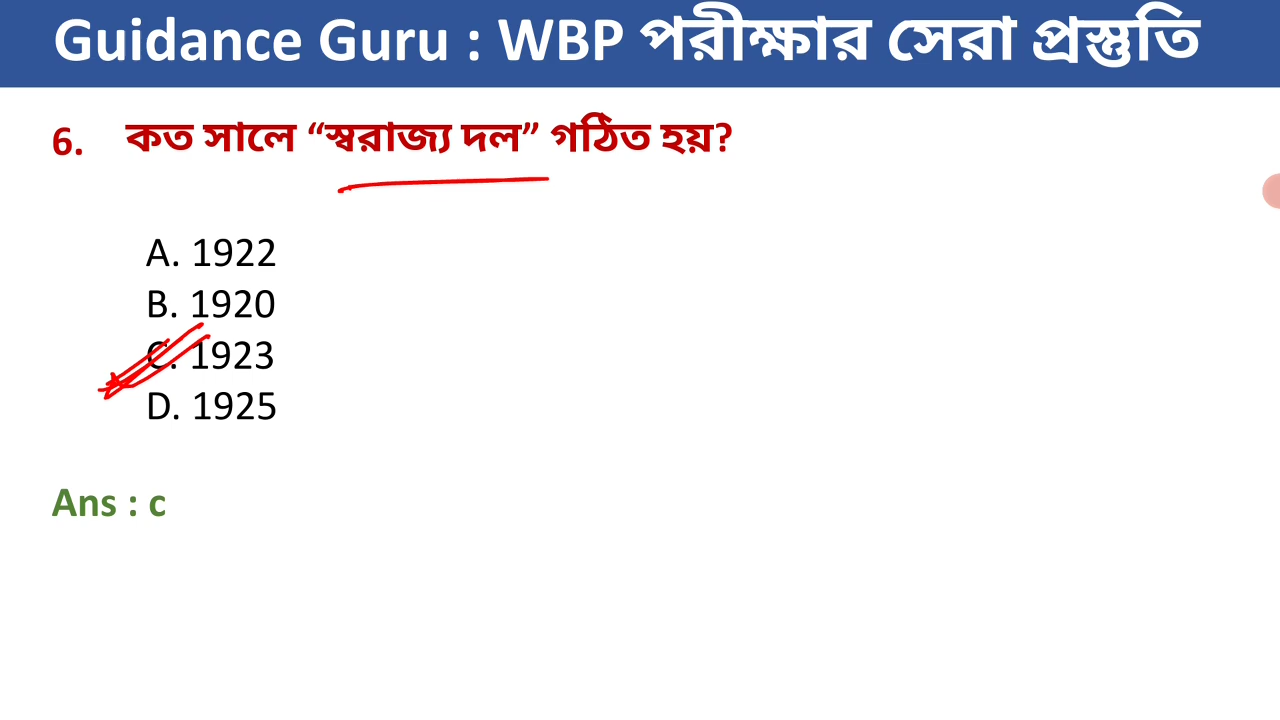 Guidance Guru : WBP পরীক্ষার সেরা প্রস্তুতি
6. কত সালে “স্বরাজ্য দল” গঠিত হয়?
A. 1922
B. 1920
C. 1923
D. 1925
Ans : c